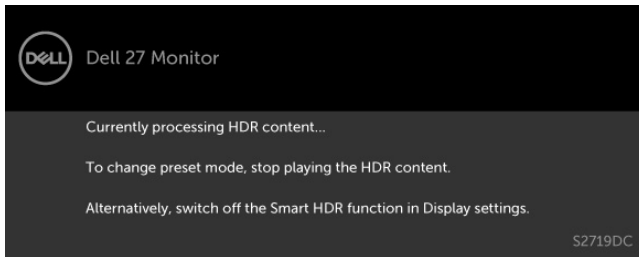 DELL Dell 27 Monitor
Currently processing HDR content...
To change preset mode, stop playing the HDR content.
Alternatively, switch off the Smart HDR function in Display settings.
S2719DC